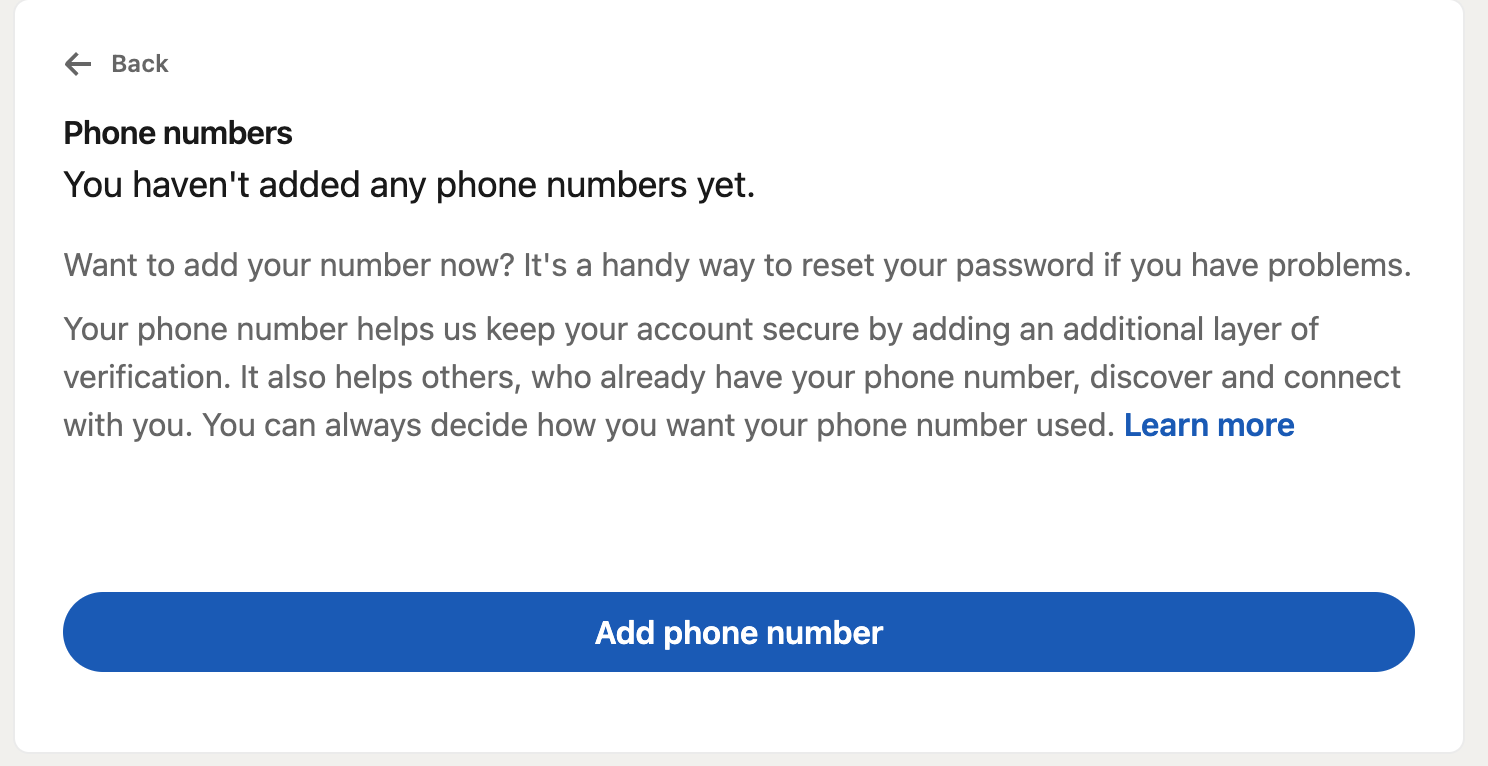 Back
Phone numbers
You haven't added any phone numbers yet.
Want to add your number now? It's a handy way to reset your password if you have problems.
Your phone number helps us keep your account secure by adding an additional layer of
verification. It also helps others, who already have your phone number, discover and connect
with you. You can always decide how you want your phone number used. Learn more
Add phone number